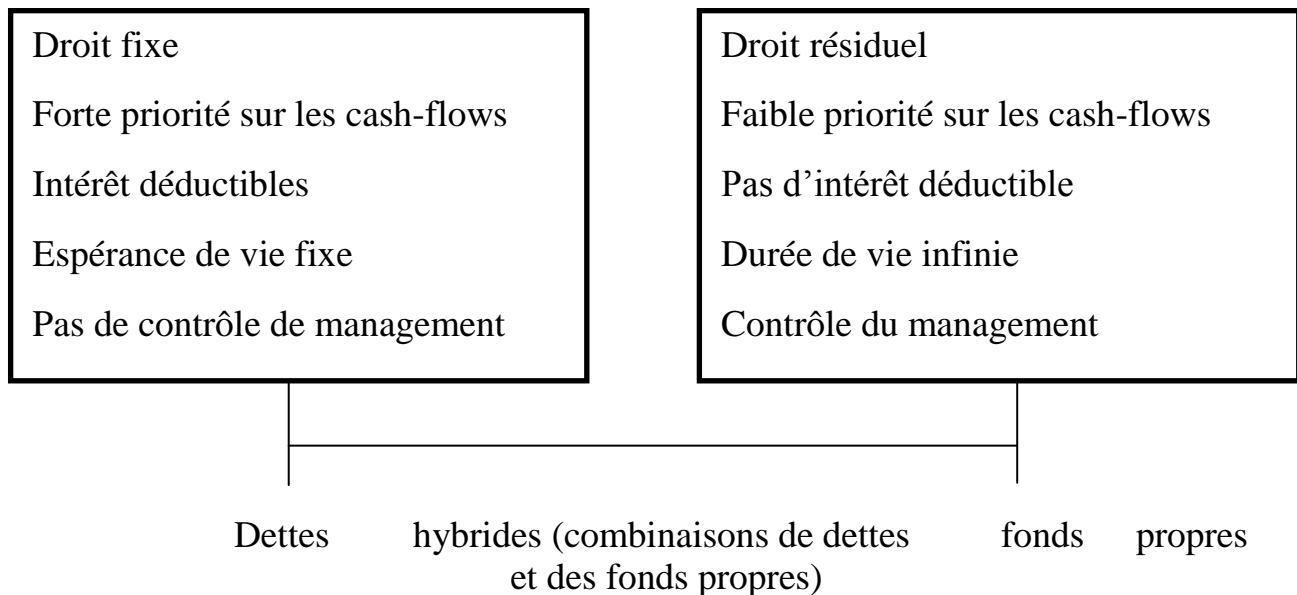 Droit fixe
Forte priorité sur les cash-flows
Intérêt déductibles
Espérance de vie fixe
Pas de contrôle de management
Droit résiduel
Faible priorité sur les cash-flows
Pas d’intérêt déductible
Durée de vie infinie
Contrôle du management
Dettes hybrides (combinaisons de dettes fonds propres
et des fonds propres)